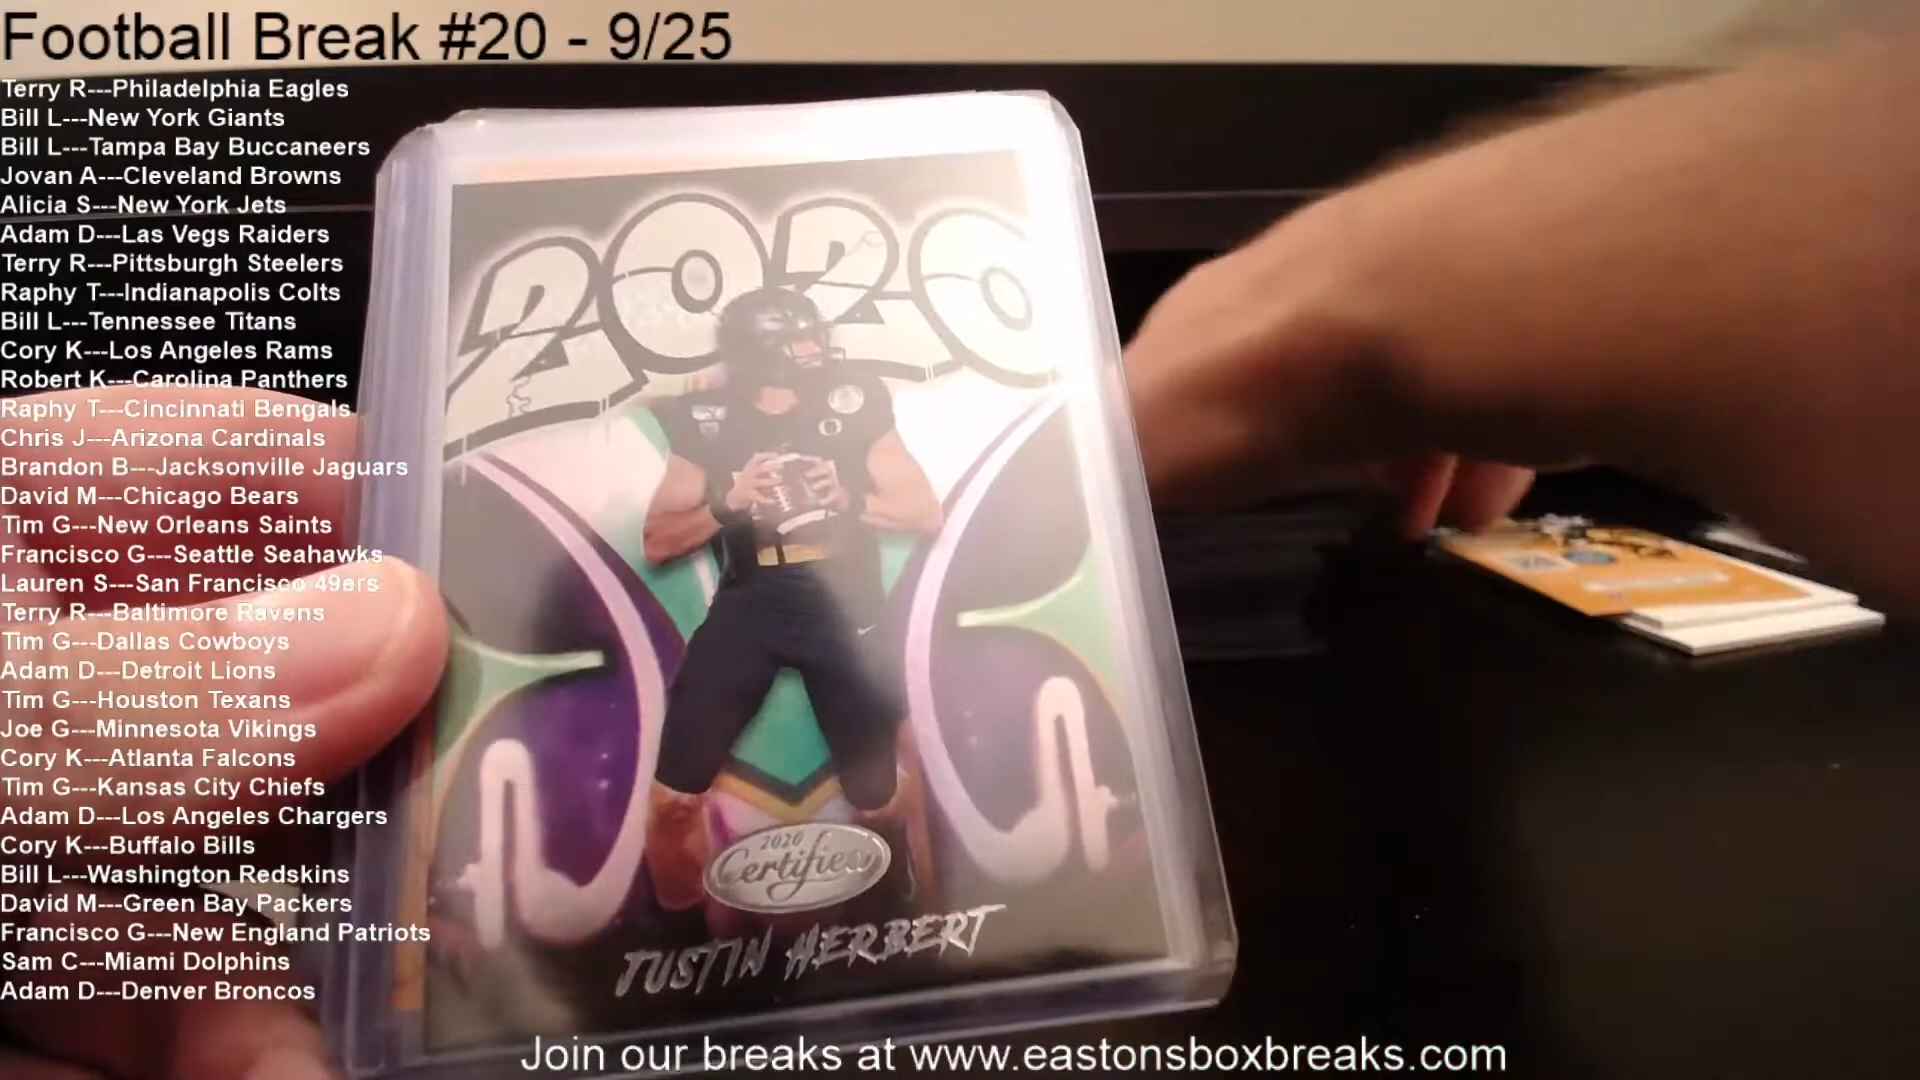 Football Break #20 - 9/25
Terry R---Philadelphia Eagles
Bill L---New York Giants
Bill L---Tampa Bay Buccaneers
Jovan A---Cleveland Browns
Alicia S---New York Jets
Adam D---Las Vegs Raiders
Terry R---Pittsburgh Steelers
Raphy T---Indianapolis Colts
Bill L---Tennessee Titans
Cory K---Los Angeles Rams
Robert K---Carolina Panthers
Raphy T---Cincinnati Bengals
Chris J---Arizona Cardinals
Brandon B---Jacksonville Jaguars
David M---Chicago Bears
Tim G---New Orleans Saints
Francisco G---Seattle Seahawks
Lauren S---San Francisco 49ers
Terry R---Baltimore Ravens
Tim G---Dallas Cowboys
Adam D---Detroit Lions
Tim G---Houston Texans
Joe G---Minnesota Vikings
Cory K---Atlanta Falcons
Tim G---Kansas City Chiefs
Adam D---Los Angeles Chargers
Cory K---Buffalo Bills
Bill L---Washington Redskins
David M---Green Bay Packers
Francisco G---New England Patriots
Sam C---Miami Dolphins
Adam D---Denver Broncos
2020
2020
Certified
JUSTIN HERBERT
Join our breaks at www.eastonsboxbreaks.com